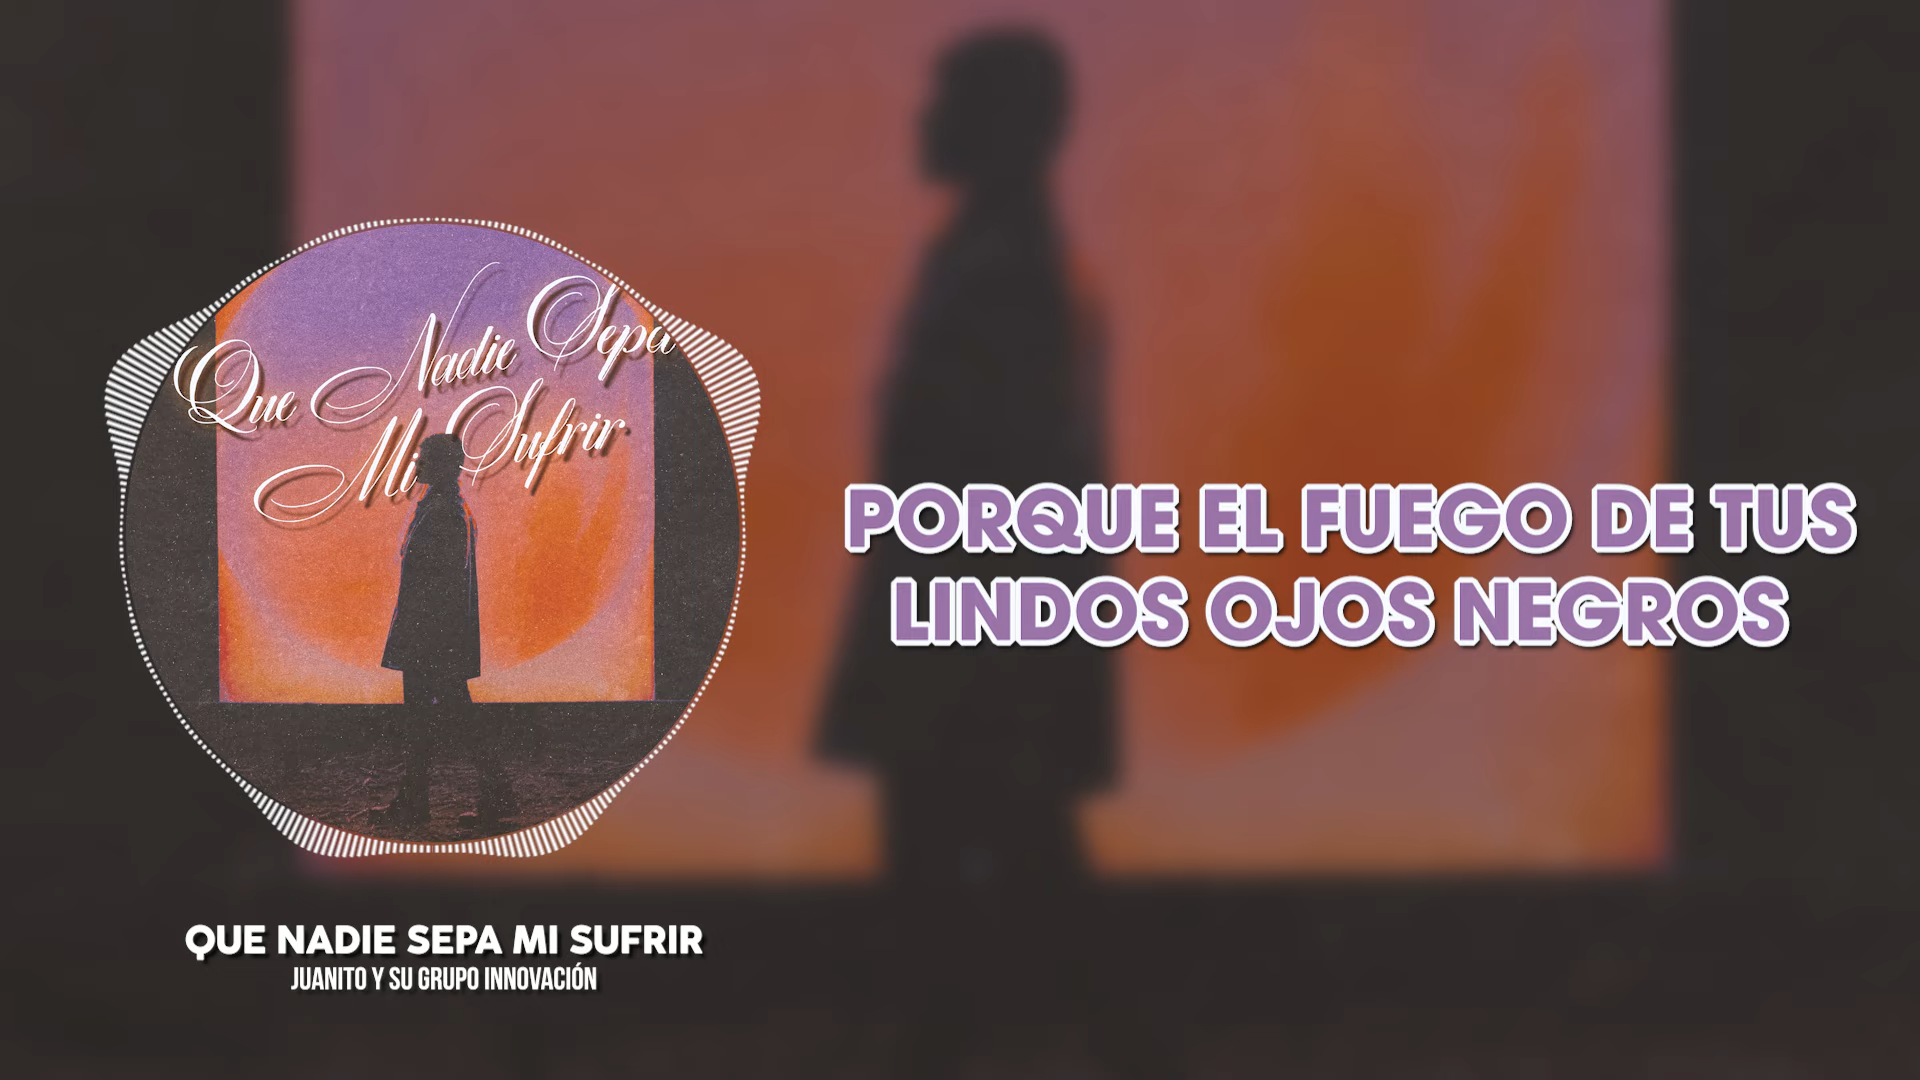 Que Nadie Sepa
Mi Sufrir
QUE NADIE SEPA MI SUFRIR
JUANITO Y SU GRUPO INNOVACIÓN
PORQUE EL FUEGO DE TUS
LINDOS OJOS NEGROS